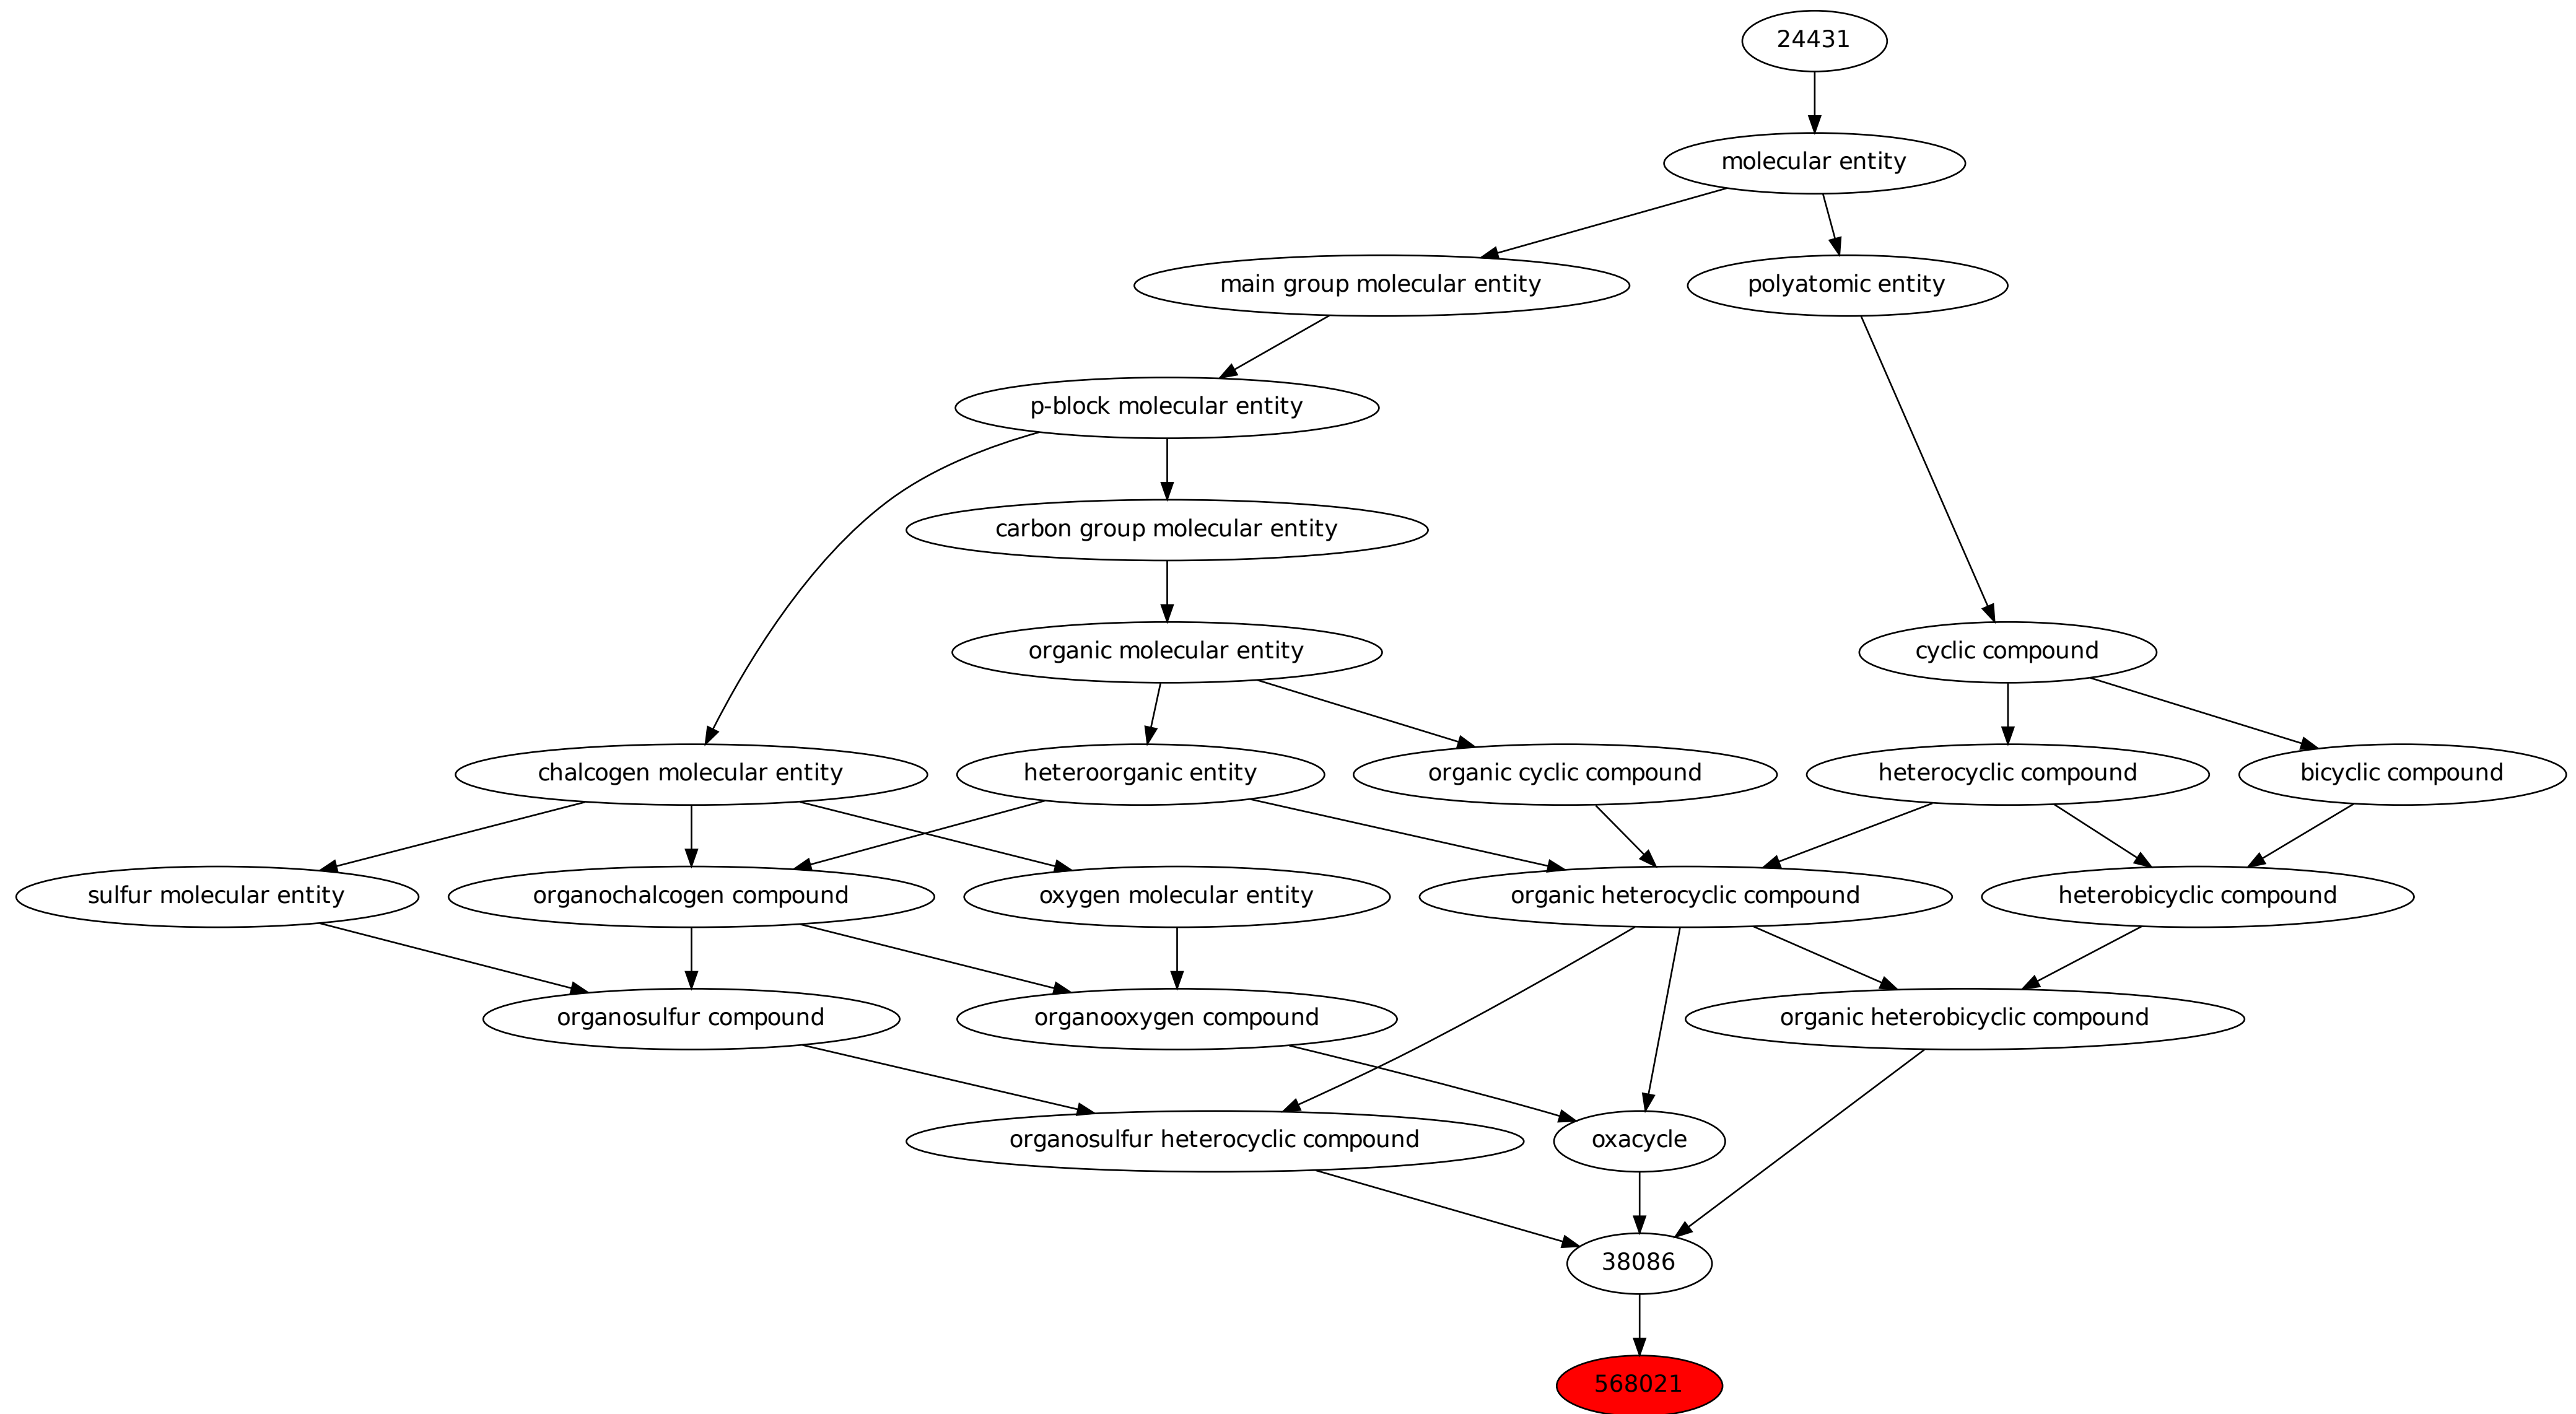 24431
molecular entity
main group molecular entity
polyatomic entity
p-block molecular entity
carbon group molecular entity
organic molecular entity
cyclic compound
chalcogen molecular entity
heteroorganic entity
organic cyclic compound
heterocyclic compound
bicyclic compound
sulfur molecular entity
organochalcogen compound
oxygen molecular entity
organic heterocyclic compound
heterobicyclic compound
organosulfur compound
organooxygen compound
organic heterobicyclic compound
organosulfur heterocyclic compound
oxacycle
38086
568021